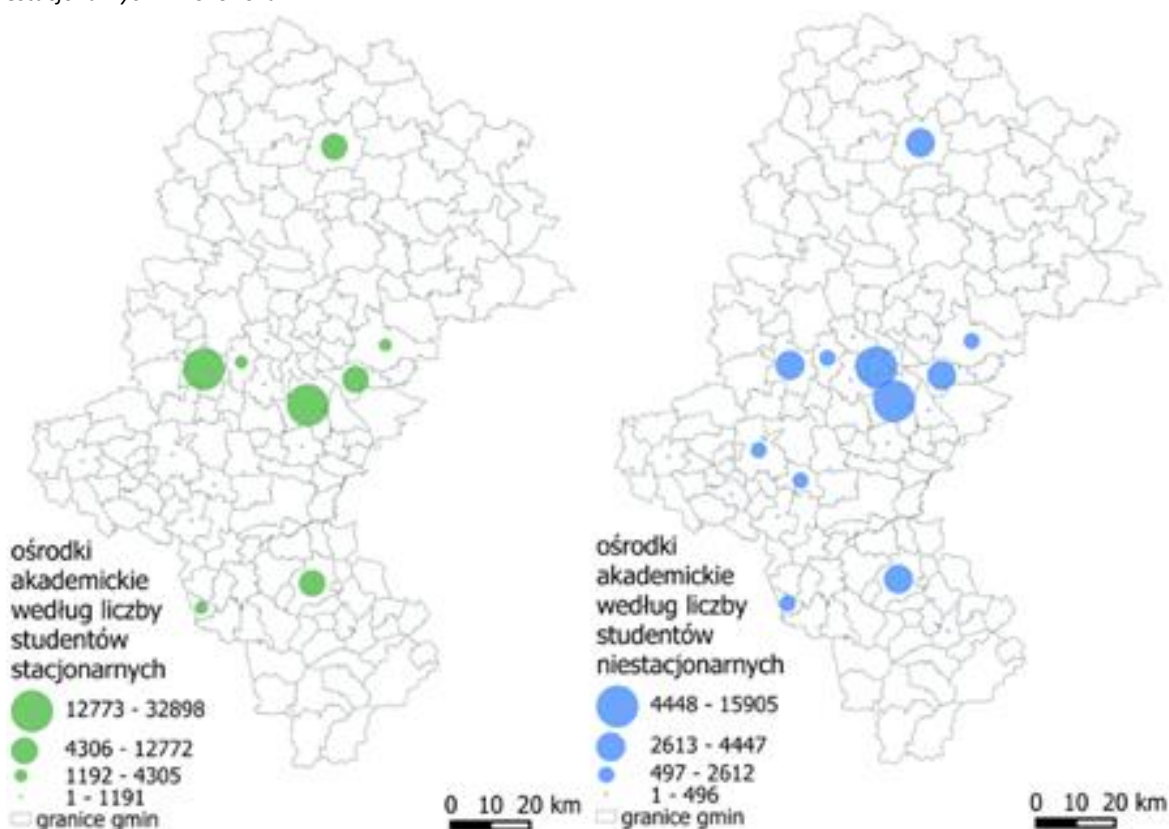 ośrodki
akademickie
według liczby
studentów
stacjonarnych
12773 - 32898
4306 - 12772
1192 - 4305
1 - 1191
granice gmin
0 10 20 km
ośrodki
akademickie
według liczby
studentów
niestacjonarnych
4448 - 15905
2613 - 4447
497 - 2612
1 - 496
granice gmin
0 10 20 km